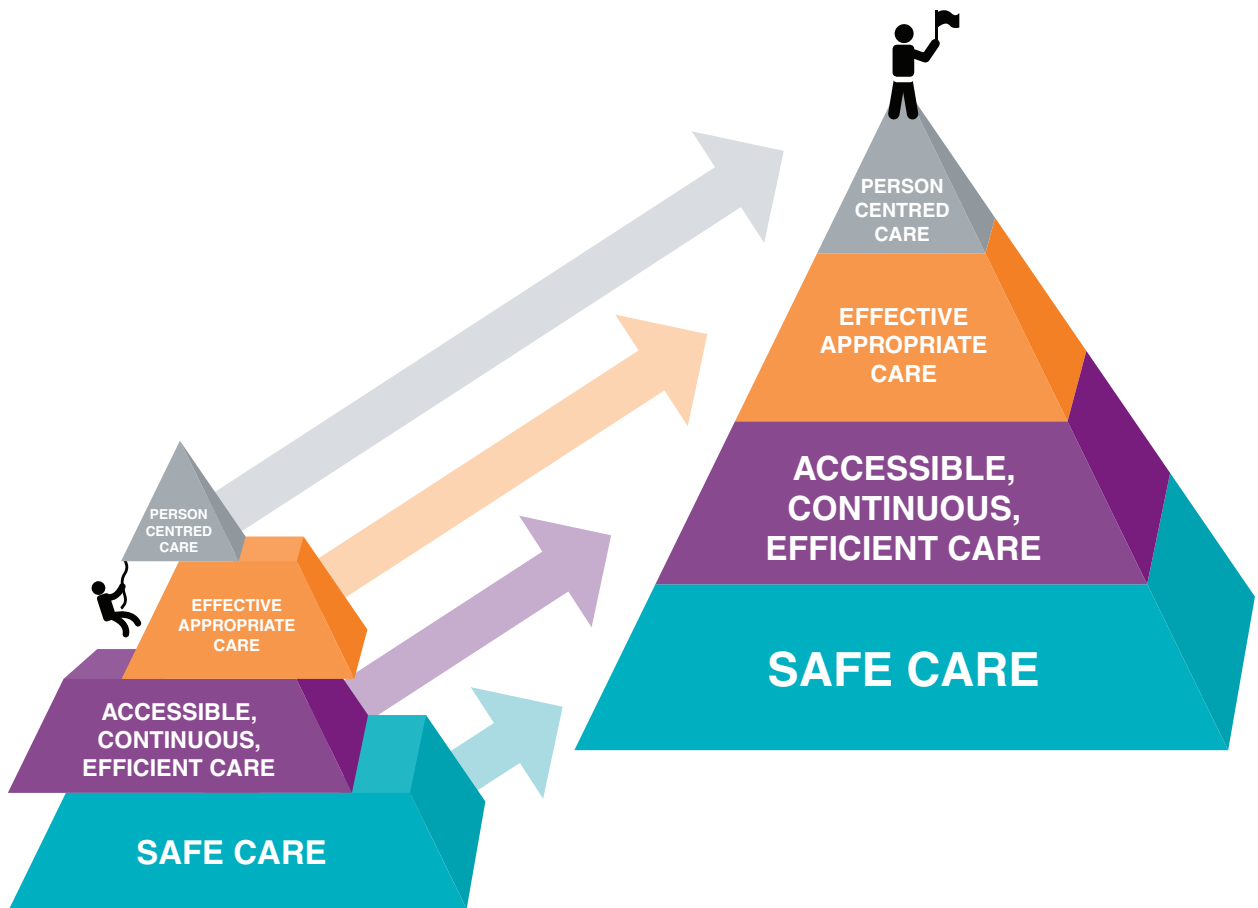 PERSON
CENTRED
CARE
EFFECTIVE
APPROPRIATE
CARE
ACCESSIBLE,
CONTINUOUS,
EFFICIENT CARE
SAFE CARE
PERSON
CENTRED
CARE
EFFECTIVE
APPROPRIATE
CARE
ACCESSIBLE,
CONTINUOUS,
EFFICIENT CARE
SAFE CARE